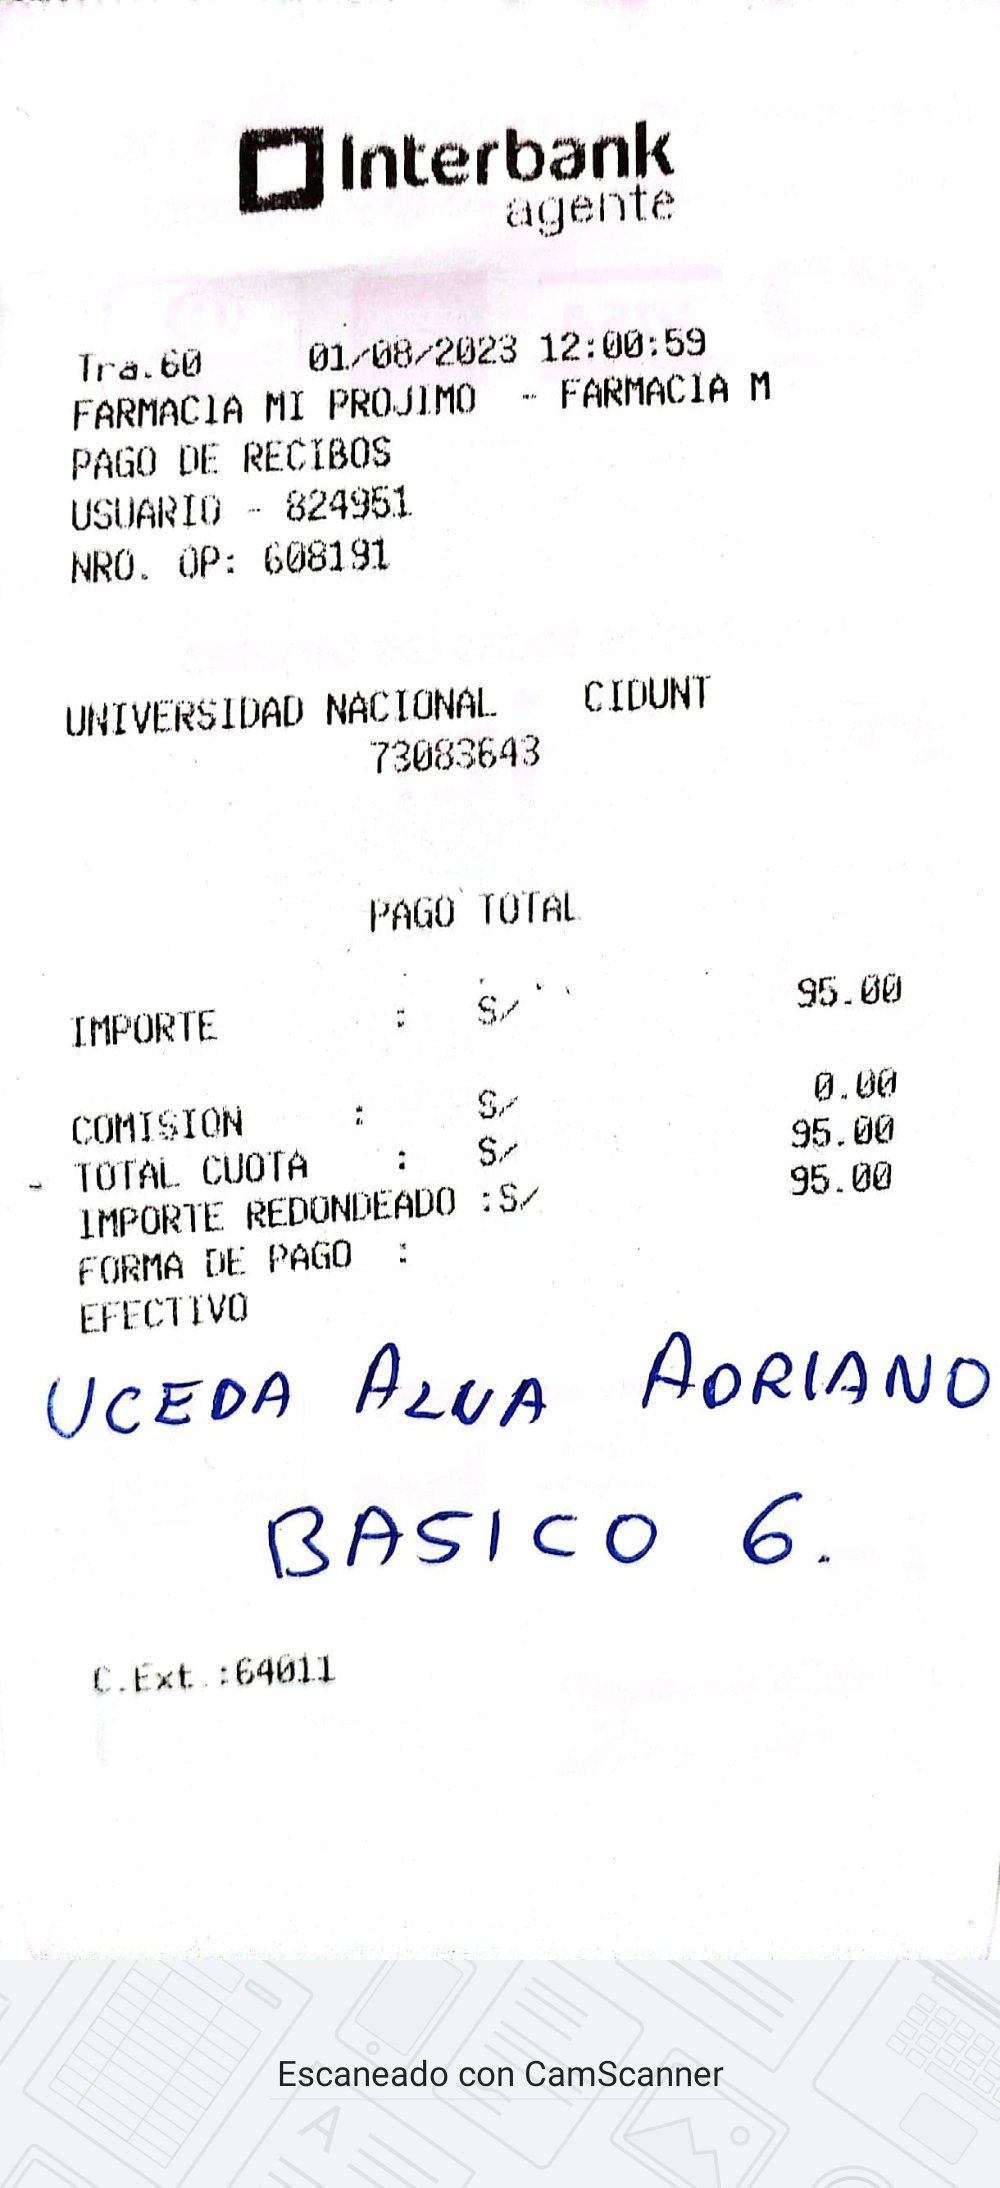 Interbank
agente
Tra.60 01/08/2023 12:00:59
FARMACIA MI PROJIMO - FARMACIA M
PAGO DE RECIBOS
USUARIO - 824951
NRO. OP: 608191
UNIVERSIDAD NACIONAL CIDUNT
73083643
PAGO TOTAL
IMPORTE : S/ 95.00
COMISION : S/ 0.00
TOTAL CUOTA : S/ 95.00
IMPORTE REDONDEADO :S/ 95.00
FORMA DE PAGO :
EFECTIVO
UCEDA ALVA ADRIANO
BASICO 6.
C.Ext.:64011
Escaneado con CamScanner